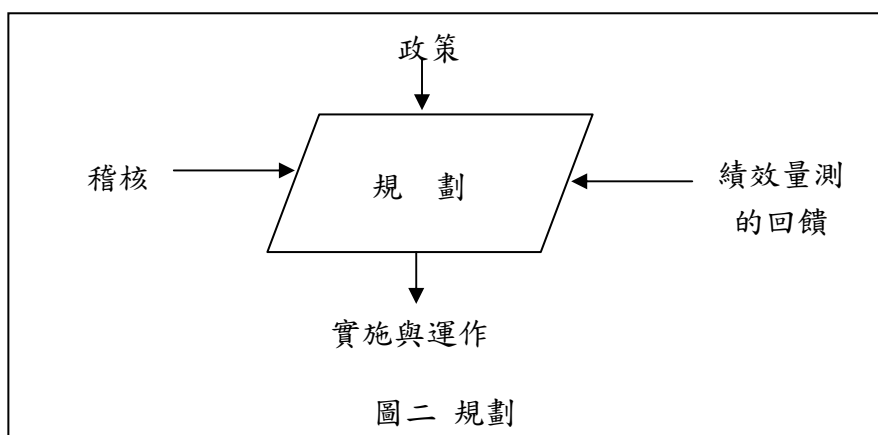 政策
稽核
規 劃
績效量測
的回饋
實施與運作
圖二 規劃